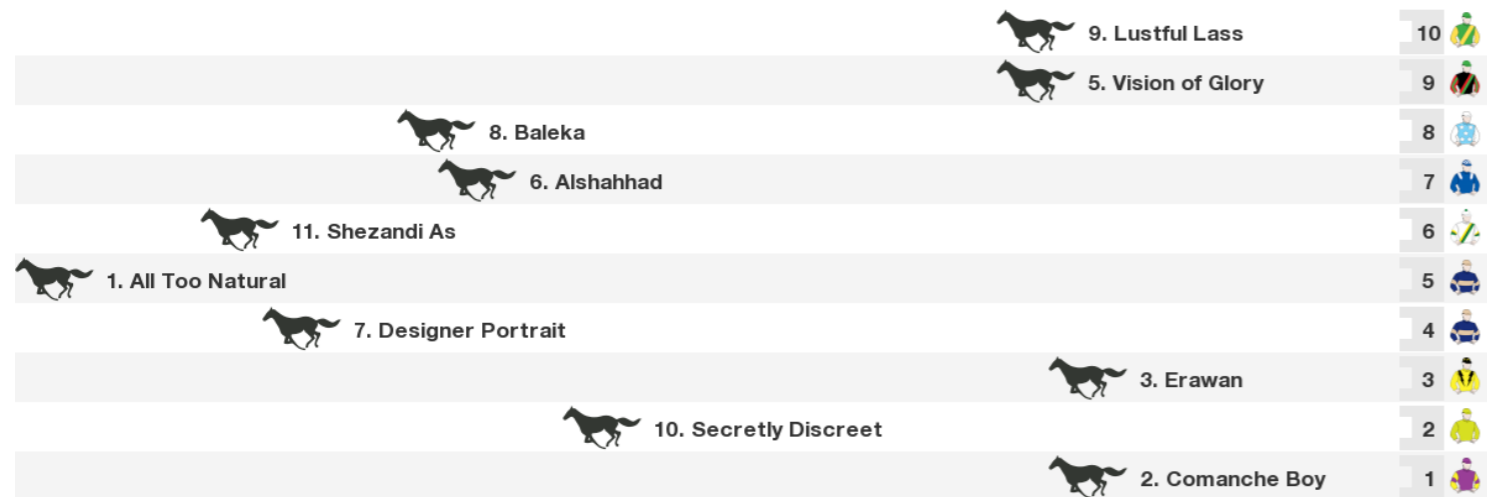 9. Lustful Lass 10
5. Vision of Glory 9
8. Baleka 8
6. Alshahhad 7
11. Shezandi As 6
1. All Too Natural 5
7. Designer Portrait 4
3. Erawan 3
10. Secretly Discreet 2
2. Comanche Boy 1